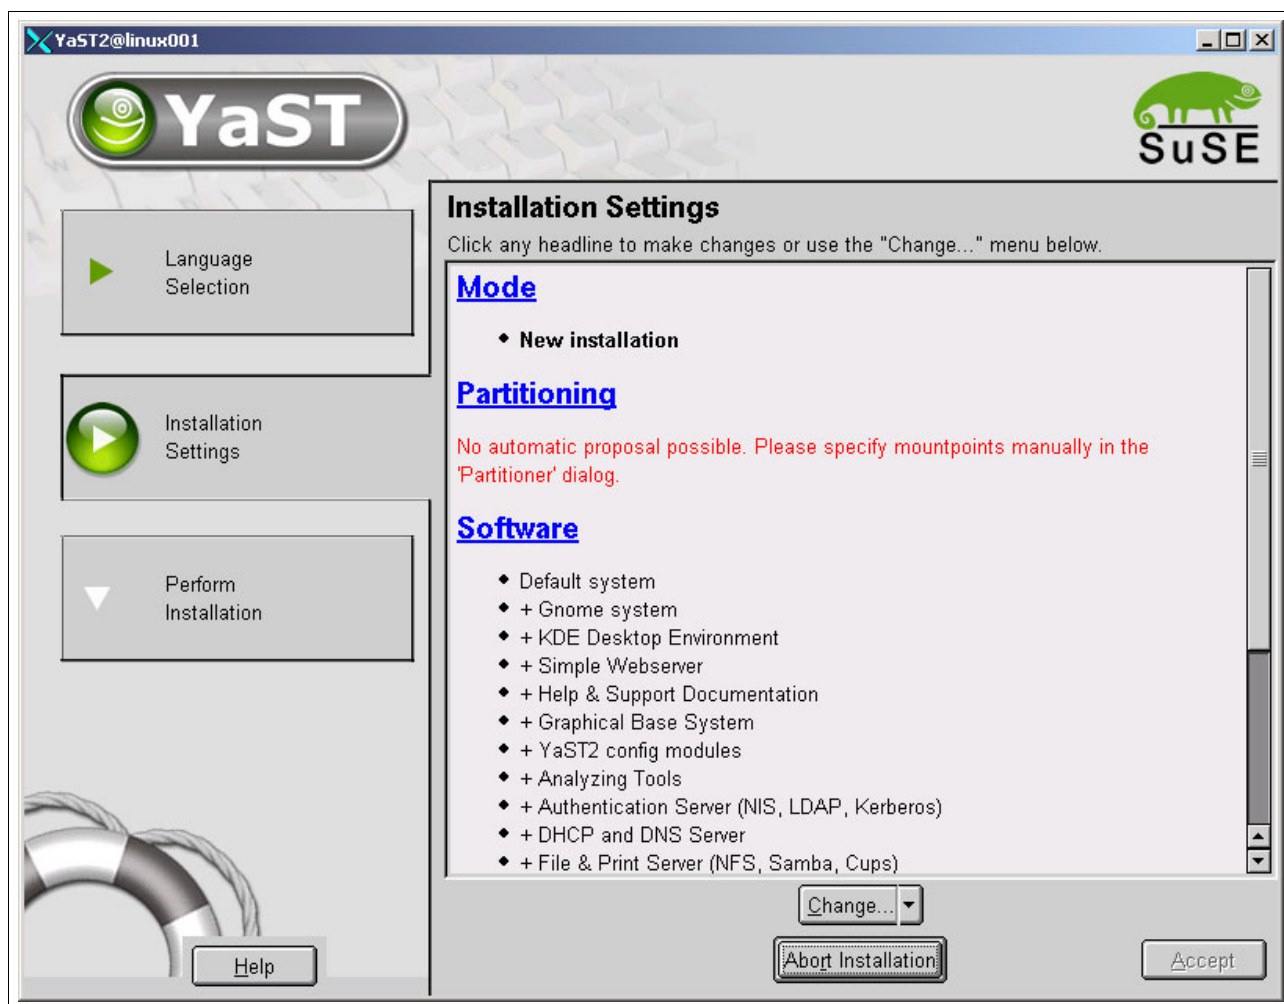 YaST2@linux001
YaST
SuSE
Language
Selection
Installation
Settings
Perform
Installation
Help
Installation Settings
Click any headline to make changes or use the "Change..." menu below.
Mode
New installation
Partitioning
No automatic proposal possible. Please specify mountpoints manually in the
'Partitioner' dialog.
Software
Default system
+ Gnome system
+ KDE Desktop Environment
+ Simple Webserver
+ Help & Support Documentation
+ Graphical Base System
+ YaST2 config modules
+ Analyzing Tools
+ Authentication Server (NIS, LDAP, Kerberos)
+ DHCP and DNS Server
+ File & Print Server (NFS, Samba, Cups)
Change...
Abort Installation
Accept